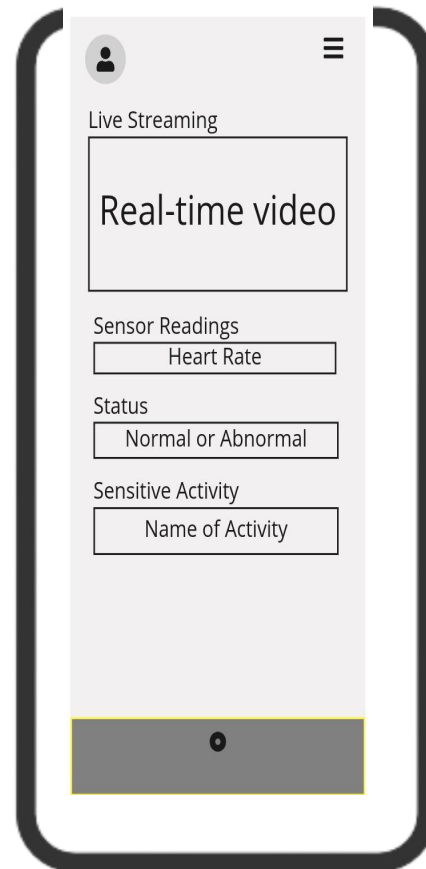 Live Streaming
Real-time video
Sensor Readings
Heart Rate
Status
Normal or Abnormal
Sensitive Activity
Name of Activity